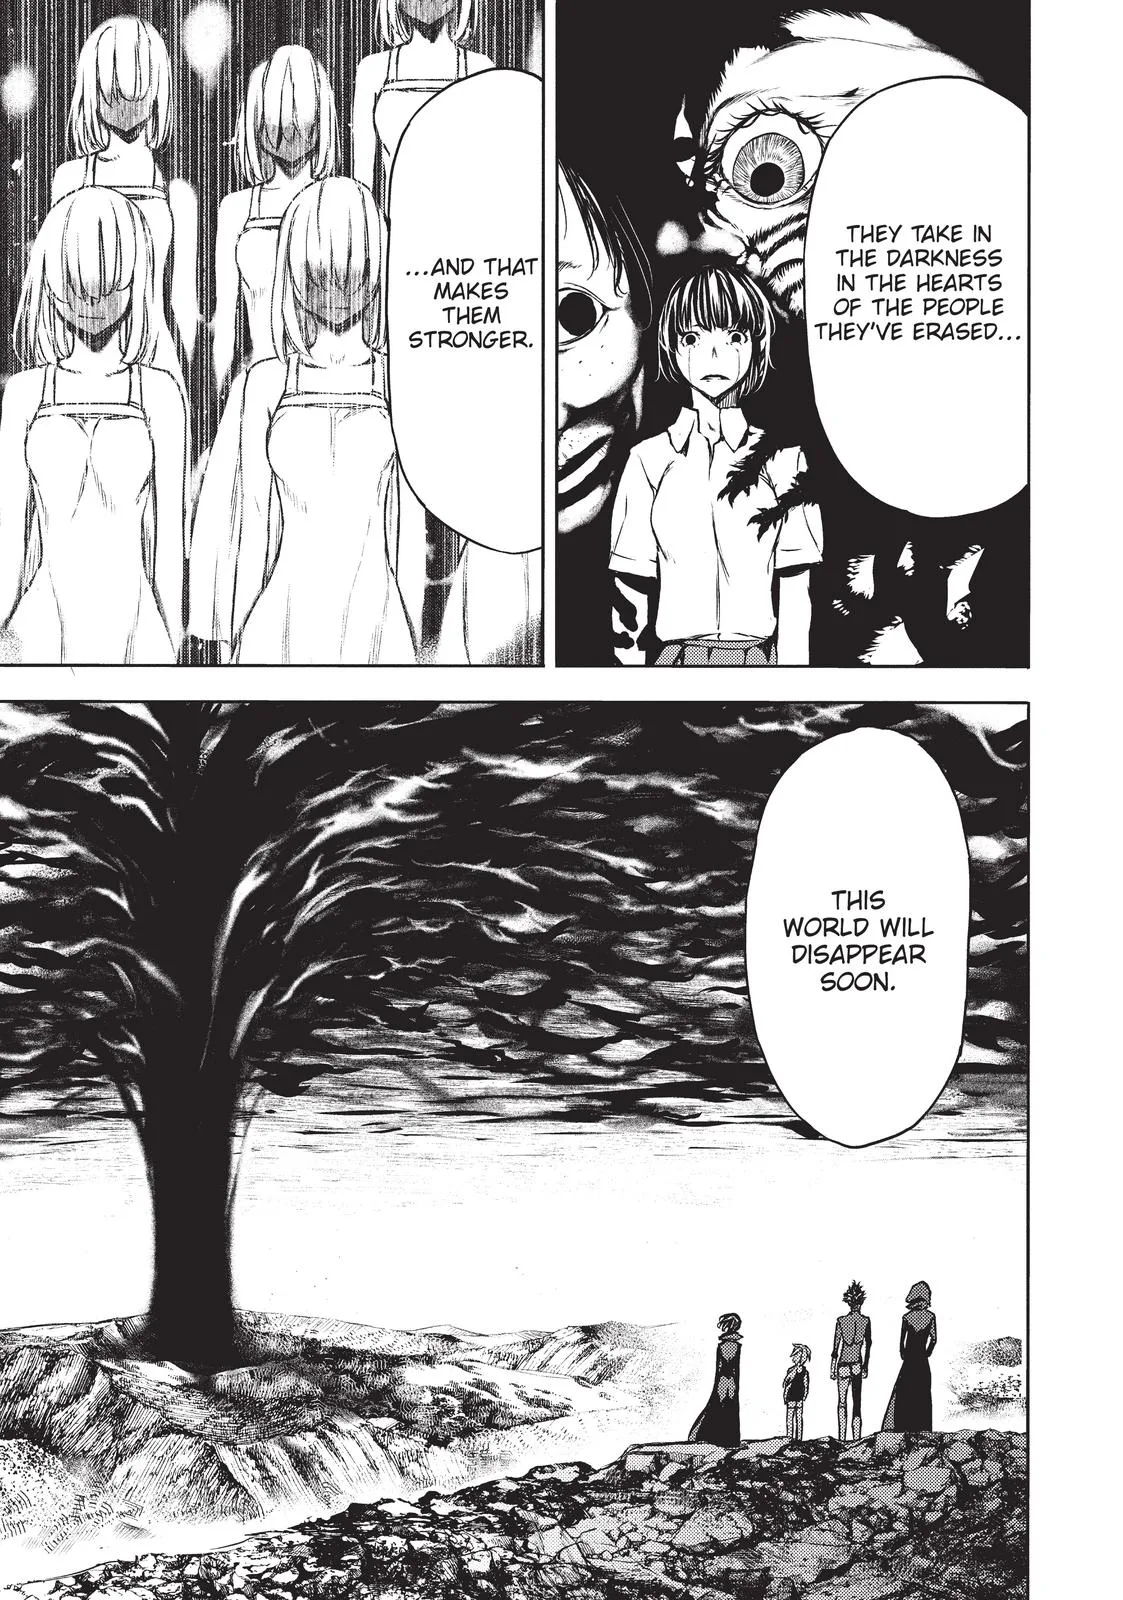 THEY TAKE IN
THE DARKNESS
IN THE HEARTS
OF THE PEOPLE
THEY'VE ERASED...
...AND THAT
MAKES
THEM
STRONGER.
THIS
WORLD WILL
DISAPPEAR
SOON.